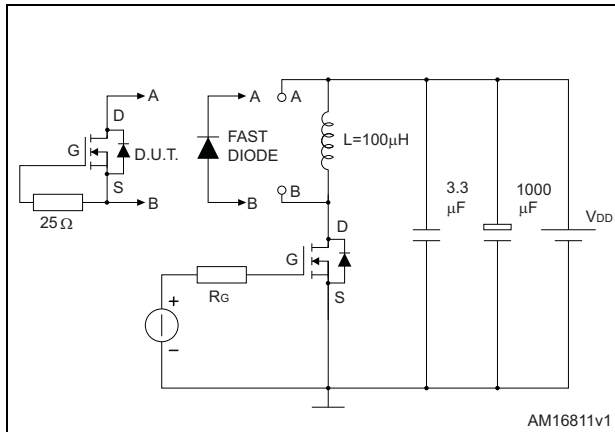 A A A
D
G D.U.T.
FAST
DIODE
L=100µH
S
B B B
25 Ω
3.3
µF
1000
µF
VDD
D
G
S
RG
+
−
AM16811v1